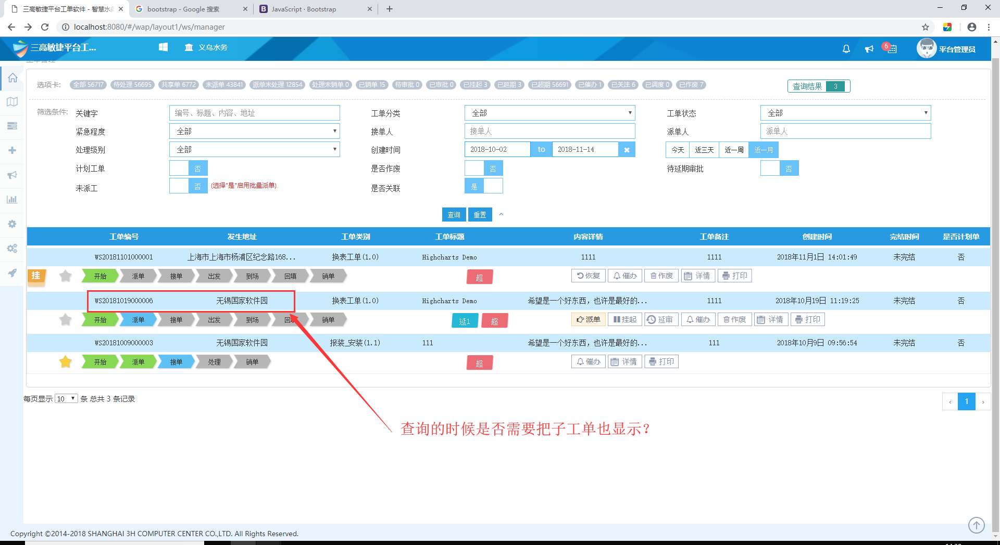 三高敏捷平台工单软件 - 智慧水务
bootstrap - Google 搜索
JavaScript · Bootstrap
localhost:8080/#/wap/layout1/ws/manager
三高敏捷平台工...
义乌水务
6
平台管理员
选项卡:
全部 56717
待处理 56695
共享单 6772
未派单 43841
派单未处理 12854
处理未销单 0
已销单 15
待审批 0
已审批 0
已挂起 3
已延期 3
已超期 56691
已催办 1
已关注 6
已调度 0
已作废 7
查询结果 3
筛选条件:
关键字 编号、标题、内容、地址 工单分类 全部 工单状态 全部
紧急程度 全部 接单人 接单人 派单人 派单人
处理级别 全部 创建时间 2018-10-02 to 2018-11-14 今天 近三天 近一周 近一月
计划工单 否 是否作废 否 待延期审批 否
未派工 否 (选择"是"启用批量派单) 是否关联 是
查询 重置
工单编号 发生地址 工单类别 工单标题 内容详情 工单备注 创建时间 完结时间 是否计划单
WS20181101000001 上海市上海市杨浦区纪念路168... 换表工单(1.0) Highcharts Demo 1111 1111 2018年11月1日 14:01:49 未完结 否
挂 开始 派单 接单 出发 到场 回填 销单 超 恢复 催办 作废 详情 打印
WS20181019000006 无锡国家软件园 换表工单(1.0) Highcharts Demo 希望是一个好东西，也许是最好的... 1111 2018年10月19日 11:19:25 未完结 否
开始 派单 接单 出发 到场 回填 销单 延1 超 派单 挂起 延审 催办 作废 详情 打印
WS20181009000003 无锡国家软件园 报装_安装(1.1) 111 希望是一个好东西，也许是最好的... 111 2018年10月9日 09:56:54 未完结 否
开始 派单 接单 处理 销单 超 催办 详情 打印
每页显示 10 条 总共 3 条记录
‹ 1 ›
查询的时候是否需要把子工单也显示？
Copyright ©2014-2018 SHANGHAI 3H COMPUTER CENTER CO.,LTD. All Rights Reserved.